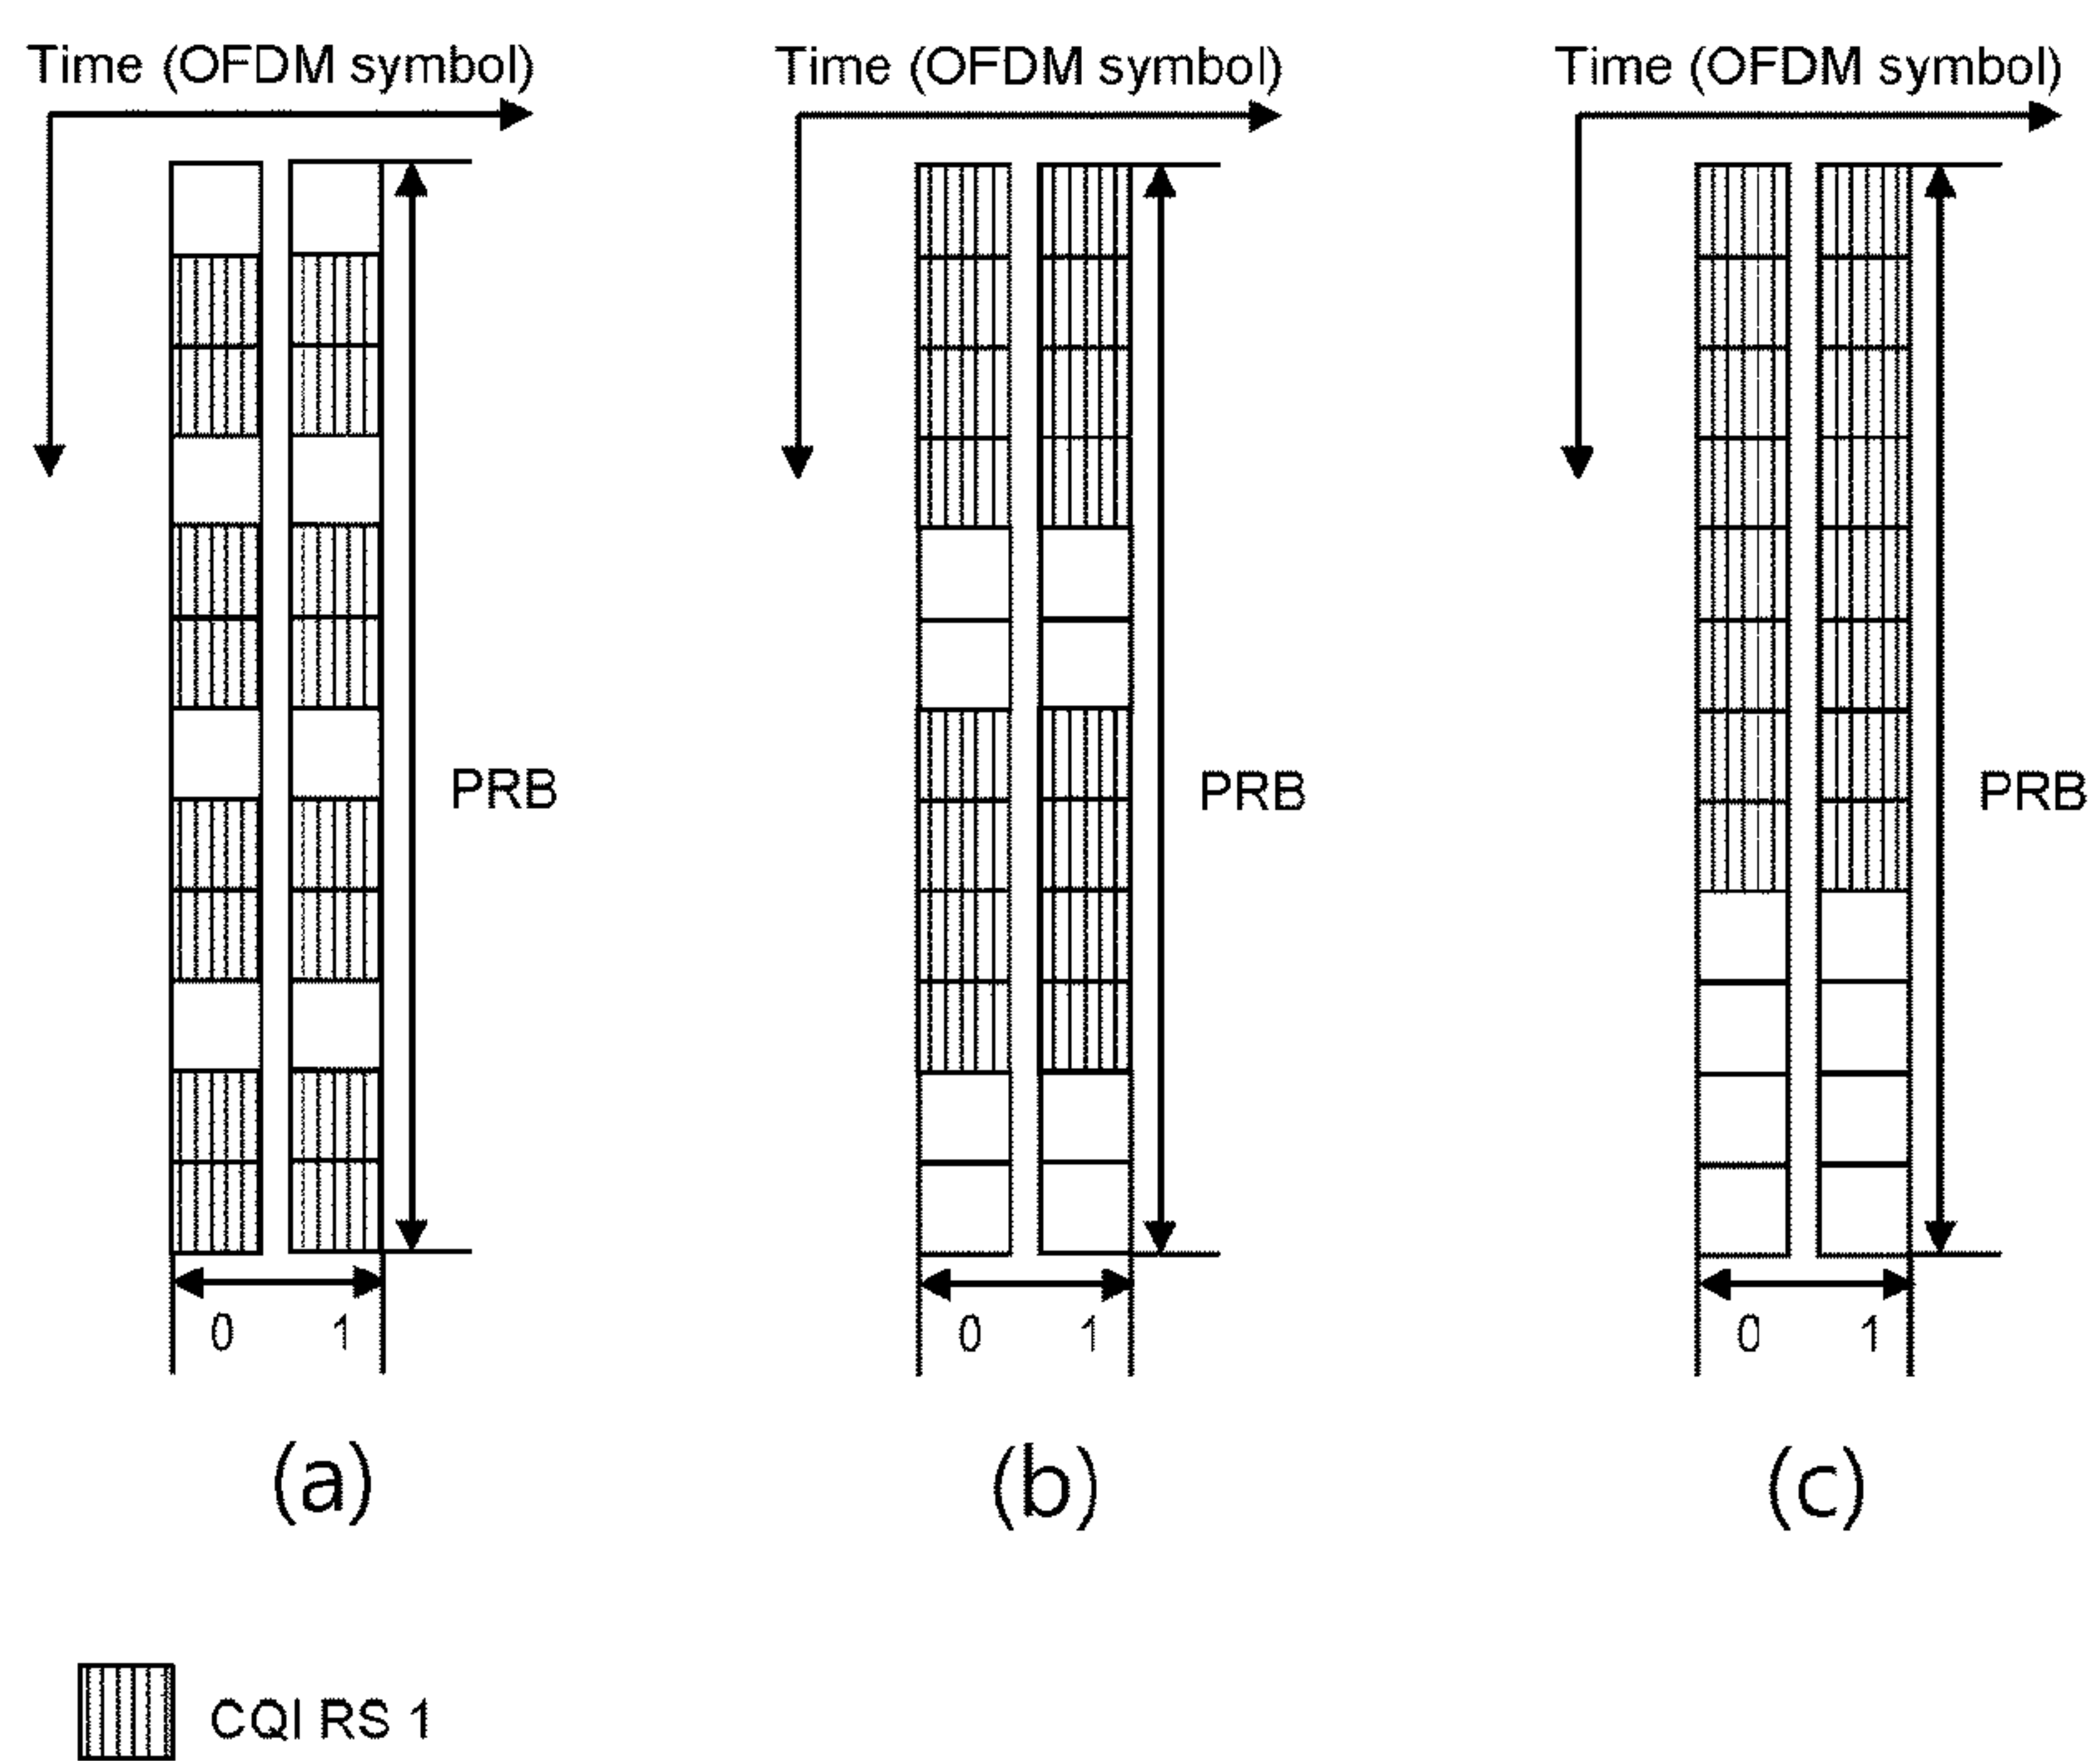 Time (OFDM symbol) Time (OFDM symbol) Time (OFDM symbol)
PRB PRB PRB
0 1 0 1 0 1
(a) (b) (c)
CQI RS 1